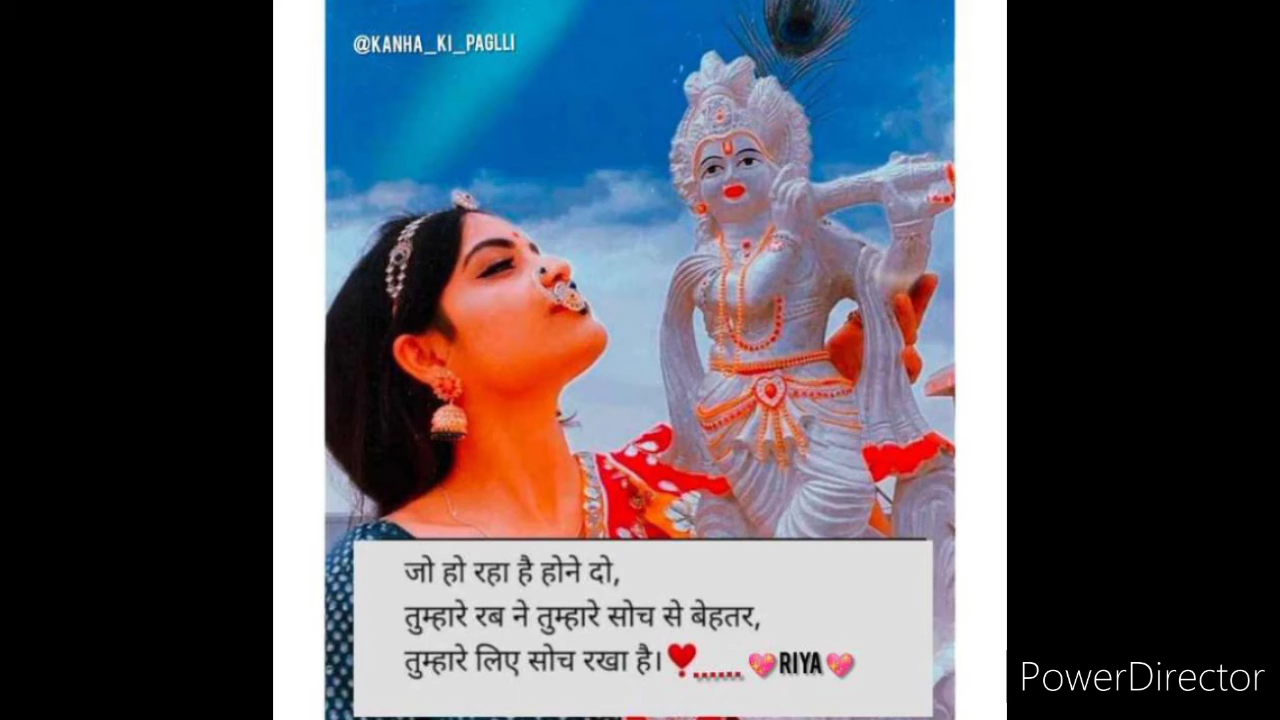 @KANHA_KI_PAGLLI
जो हो रहा है होने दो,
तुम्हारे रब ने तुम्हारे सोच से बेहतर,
तुम्हारे लिए सोच रखा है।❣️...... 💖RIYA💖
PowerDirector